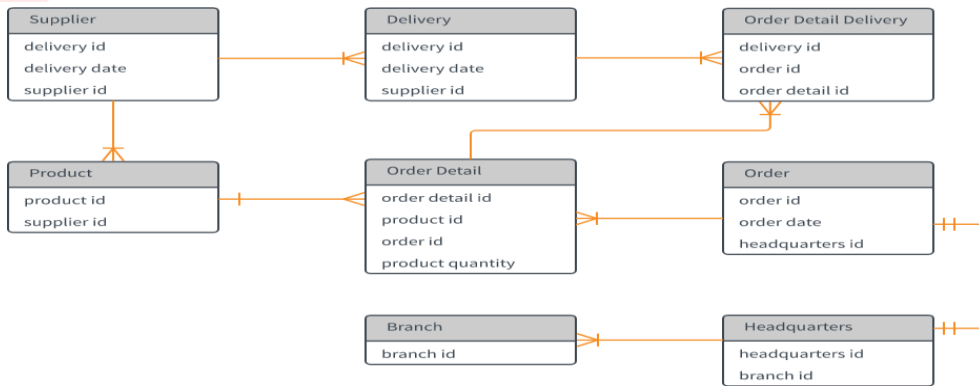 Supplier
delivery id
delivery date
supplier id
Delivery
delivery id
delivery date
supplier id
Order Detail Delivery
delivery id
order id
order detail id
Product
product id
supplier id
Order Detail
order detail id
product id
order id
product quantity
Order
order id
order date
headquarters id
Branch
branch id
Headquarters
headquarters id
branch id